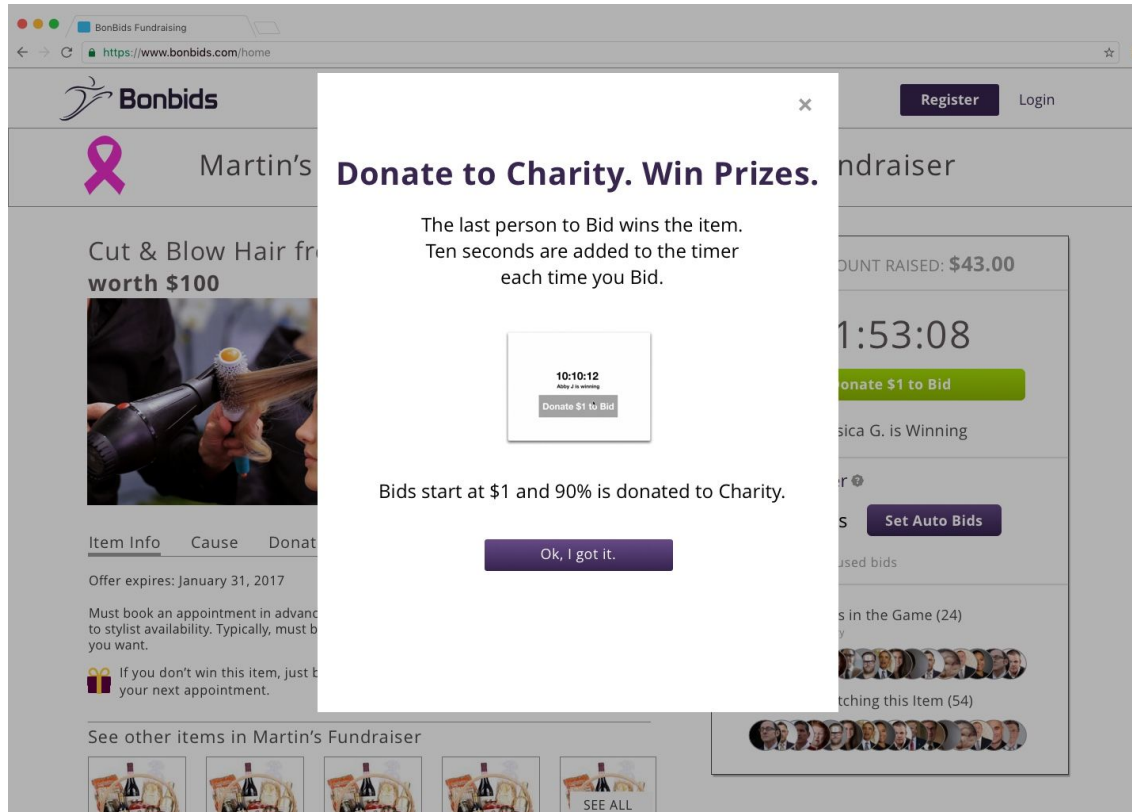 BonBids Fundraising
https://www.bonbids.com/home
Bonbids
Register
Login
Martin's
ndraiser
Donate to Charity. Win Prizes.
The last person to Bid wins the item.
Ten seconds are added to the timer
each time you Bid.
10:10:12
Abby J is winning
Donate $1 to Bid
Bids start at $1 and 90% is donated to Charity.
Ok, I got it.
Cut & Blow Hair fr
worth $100
Item Info Cause Donat
Offer expires: January 31, 2017
Must book an appointment in advanc
to stylist availability. Typically, must b
you want.
If you don't win this item, just b
your next appointment.
See other items in Martin's Fundraiser
SEE ALL
OUNT RAISED: $43.00
1:53:08
onate $1 to Bid
sica G. is Winning
r
s Set Auto Bids
used bids
s in the Game (24)
y
tching this Item (54)